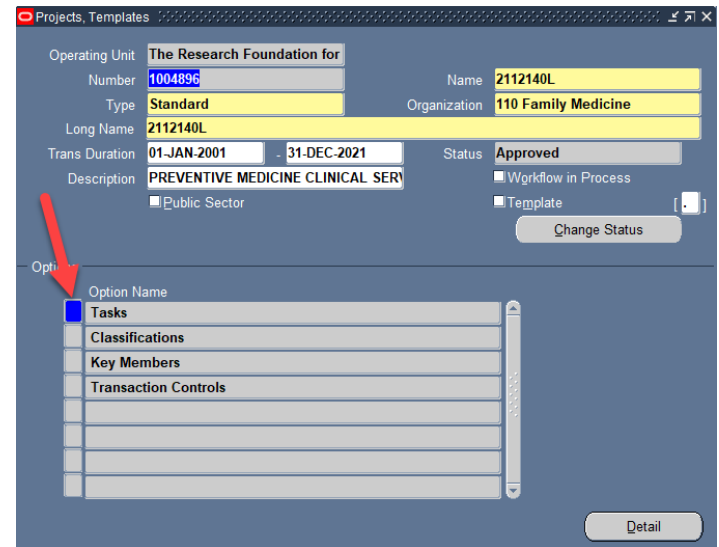 Projects, Templates
Operating Unit The Research Foundation for
Number 1004896 Name 2112140L
Type Standard Organization 110 Family Medicine
Long Name 2112140L
Trans Duration 01-JAN-2001 - 31-DEC-2021 Status Approved
Description PREVENTIVE MEDICINE CLINICAL SERV Workflow in Process
Public Sector Template [ . ]
Change Status
Option Name
Tasks
Classifications
Key Members
Transaction Controls
Detail